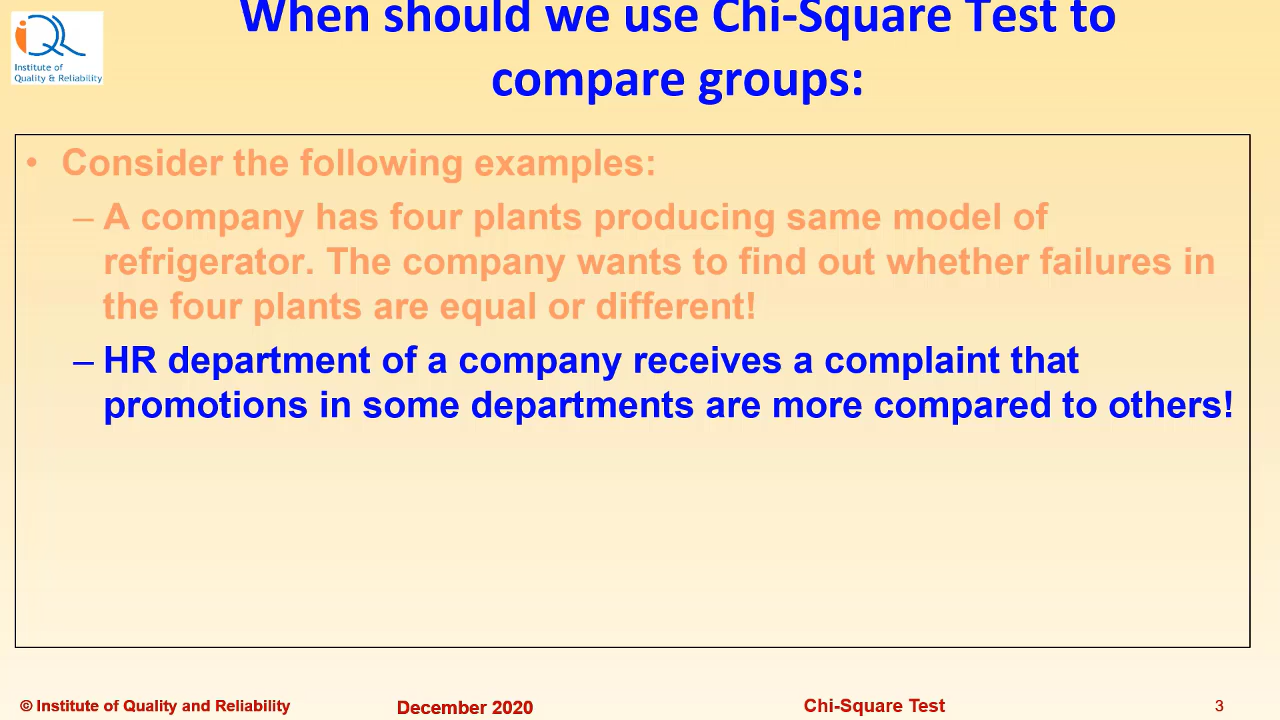 When should we use Chi-Square Test to
compare groups:
iQ
Institute of
Quality & Reliability
• Consider the following examples:
– A company has four plants producing same model of
refrigerator. The company wants to find out whether failures in
the four plants are equal or different!
– HR department of a company receives a complaint that
promotions in some departments are more compared to others!
© Institute of Quality and Reliability
December 2020
Chi-Square Test
3